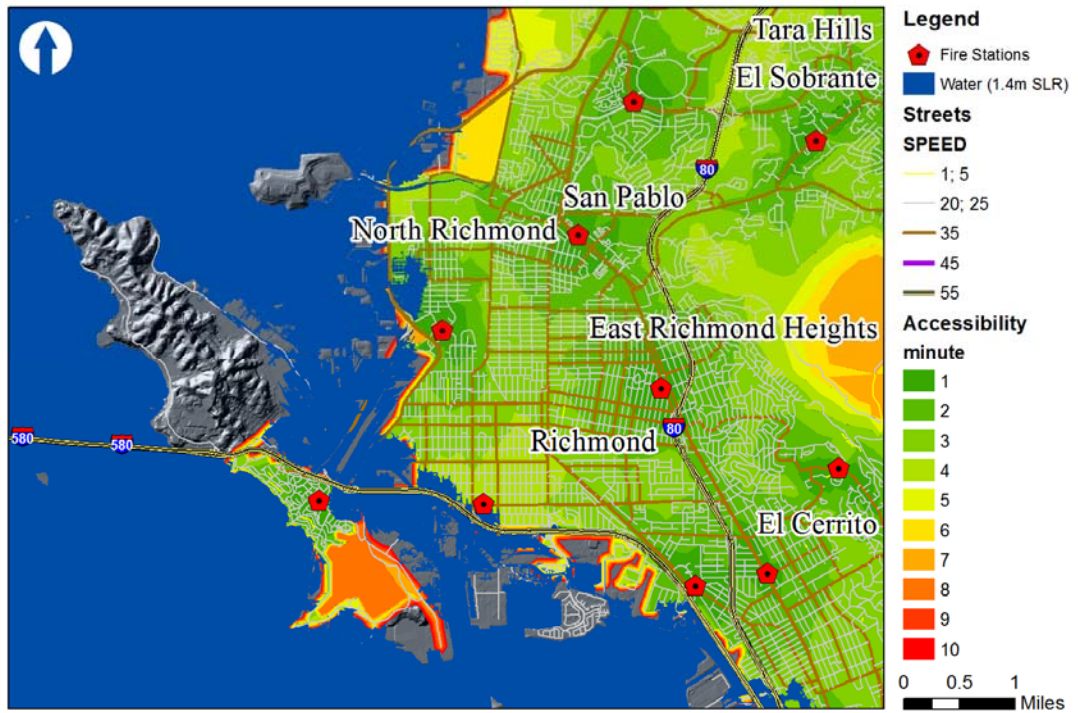 Tara Hills
El Sobrante
80
San Pablo
North Richmond
East Richmond Heights
80
Richmond
580
580
El Cerrito
Legend
Fire Stations
Water (1.4m SLR)
Streets
SPEED
1; 5
20; 25
35
45
55
Accessibility
minute
1
2
3
4
5
6
7
8
9
10
0 0.5 1
Miles